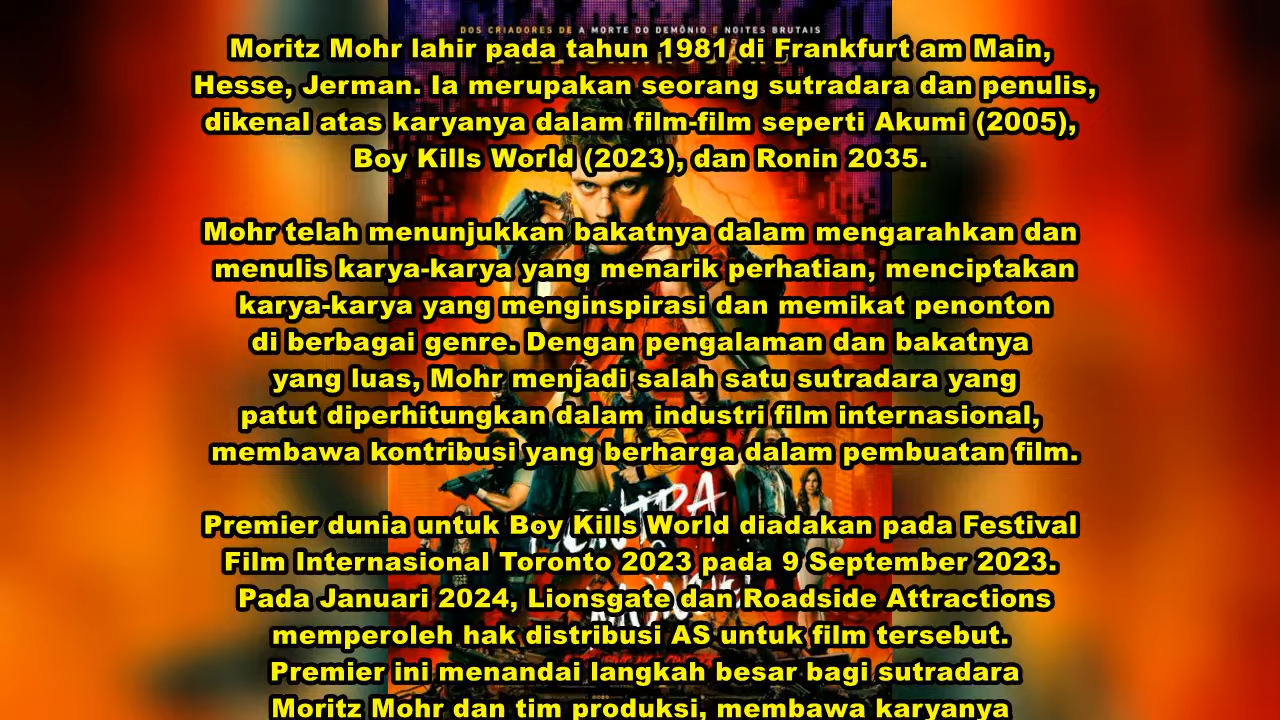 DOS CRIADORES DE A MORTE DO DEMÔNIO E NOITES BRUTAIS
Moritz Mohr lahir pada tahun 1981 di Frankfurt am Main,
Hesse, Jerman. Ia merupakan seorang sutradara dan penulis,
dikenal atas karyanya dalam film-film seperti Akumi (2005),
Boy Kills World (2023), dan Ronin 2035.
Mohr telah menunjukkan bakatnya dalam mengarahkan dan
menulis karya-karya yang menarik perhatian, menciptakan
karya-karya yang menginspirasi dan memikat penonton
di berbagai genre. Dengan pengalaman dan bakatnya
yang luas, Mohr menjadi salah satu sutradara yang
patut diperhitungkan dalam industri film internasional,
membawa kontribusi yang berharga dalam pembuatan film.
Premier dunia untuk Boy Kills World diadakan pada Festival
Film Internasional Toronto 2023 pada 9 September 2023.
Pada Januari 2024, Lionsgate dan Roadside Attractions
memperoleh hak distribusi AS untuk film tersebut.
Premier ini menandai langkah besar bagi sutradara
Moritz Mohr dan tim produksi, membawa karyanya